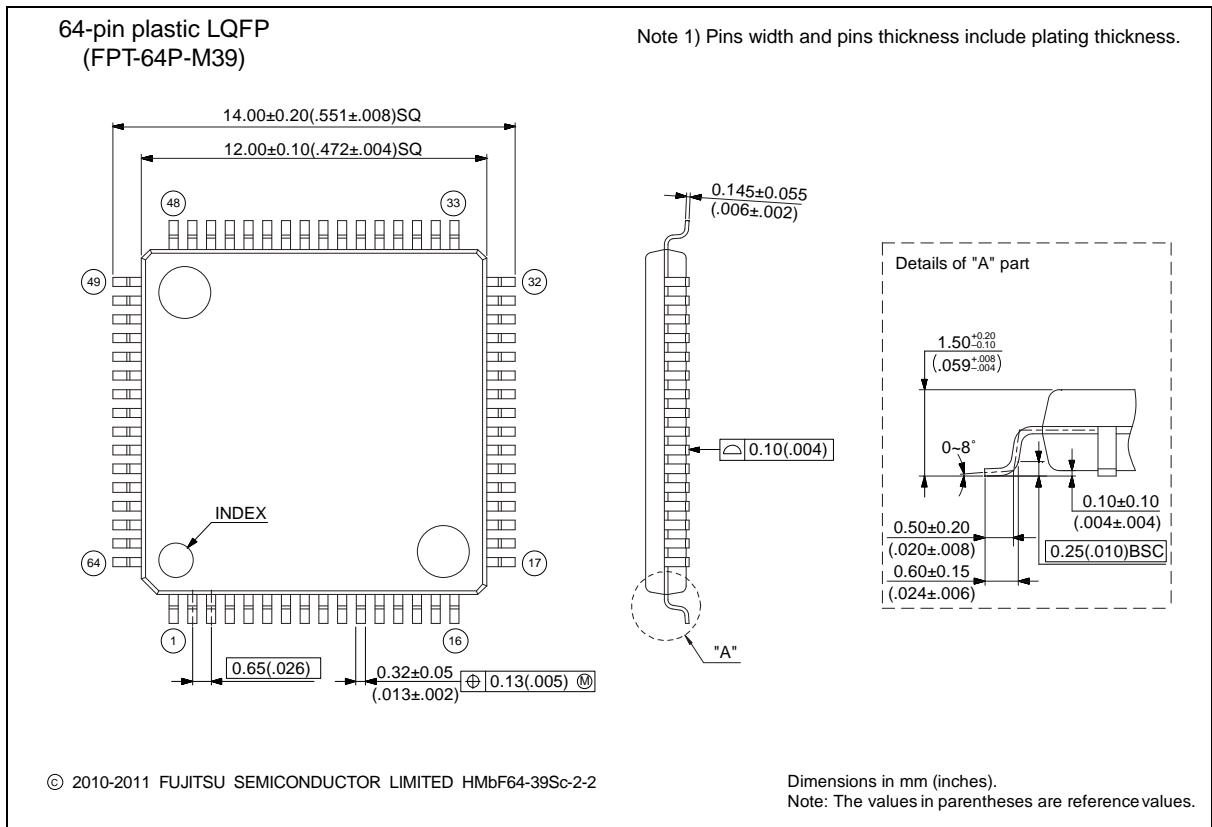 64-pin plastic LQFP
(FPT-64P-M39)
Note 1) Pins width and pins thickness include plating thickness.
14.00±0.20(.551±.008)SQ
12.00±0.10(.472±.004)SQ
48
33
49
32
INDEX
64
17
1
16
0.65(.026)
0.32±0.05
(.013±.002)
⌖ 0.13(.005) Ⓜ
0.145±0.055
(.006±.002)
⌓ 0.10(.004)
"A"
Details of "A" part
1.50 +0.20 –0.10
(.059 +.008 –.004)
0~8°
0.50±0.20
(.020±.008)
0.60±0.15
(.024±.006)
0.10±0.10
(.004±.004)
0.25(.010)BSC
© 2010-2011 FUJITSU SEMICONDUCTOR LIMITED HMbF64-39Sc-2-2
Dimensions in mm (inches).
Note: The values in parentheses are reference values.